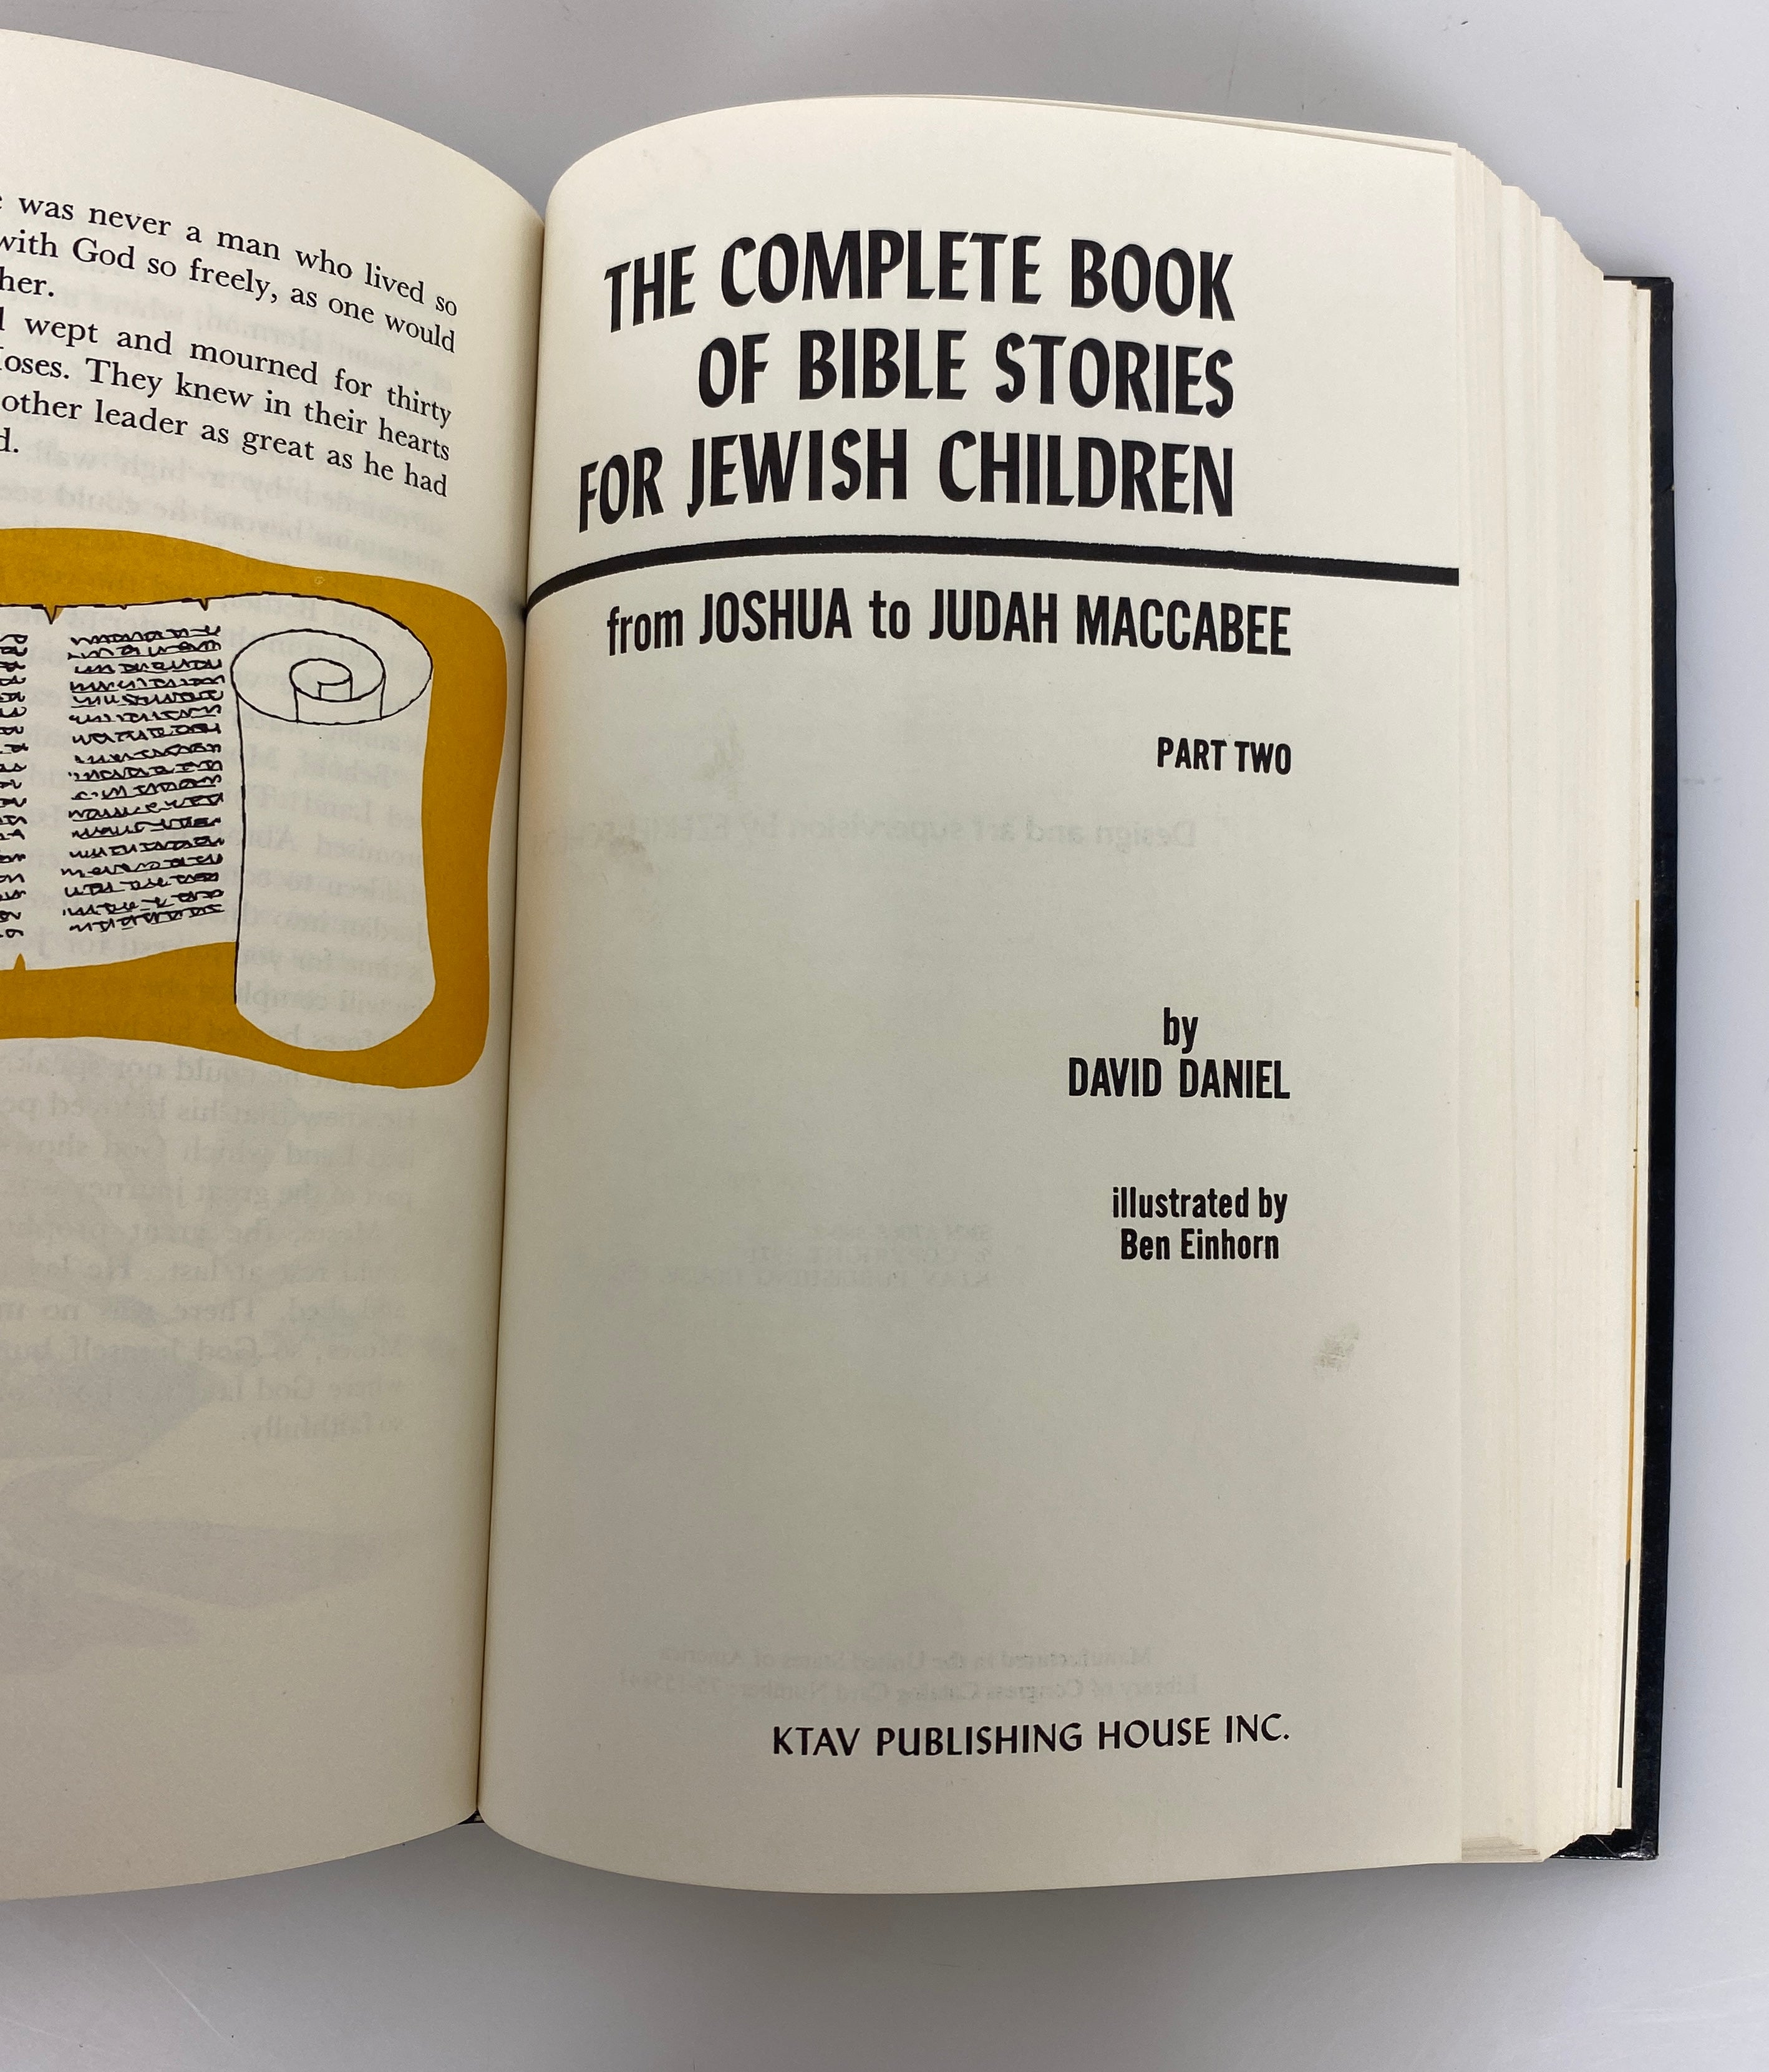 was never a man who lived so
with God so freely, as one would
her.
wept and mourned for thirty
Moses. They knew in their hearts
other leader as great as he had
d.
THE COMPLETE BOOK
OF BIBLE STORIES
FOR JEWISH CHILDREN
from JOSHUA to JUDAH MACCABEE
PART TWO
by
DAVID DANIEL
illustrated by
Ben Einhorn
KTAV PUBLISHING HOUSE INC.